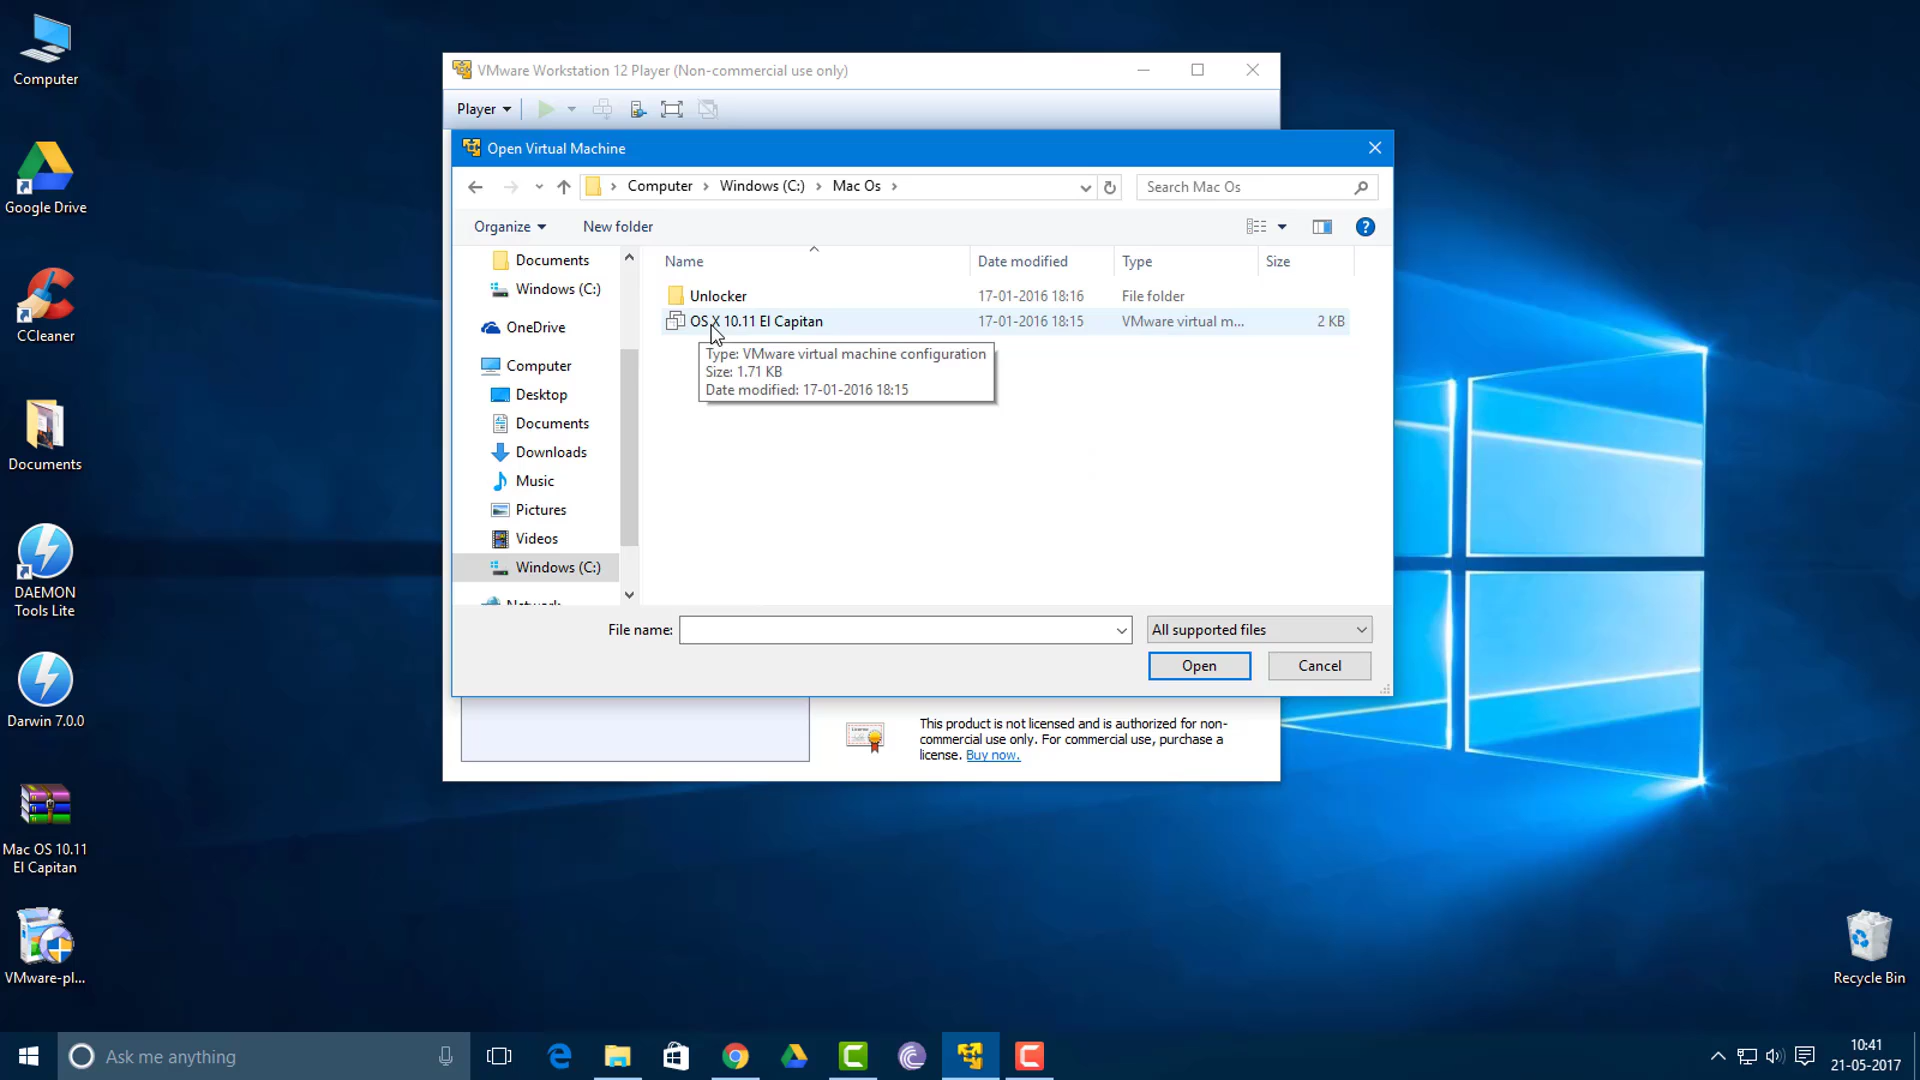 Computer
Google Drive
CCleaner
Documents
DAEMON
Tools Lite
Darwin 7.0.0
Mac OS 10.11
El Capitan
VMware-pl...
VMware Workstation 12 Player (Non-commercial use only)
Player
Open Virtual Machine
Computer > Windows (C:) > Mac Os >
Search Mac Os
Organize
New folder
Name
Date modified
Type
Size
Documents
Windows (C:)
OneDrive
Computer
Desktop
Documents
Downloads
Music
Pictures
Videos
Windows (C:)
Network
Unlocker 17-01-2016 18:16 File folder
OS X 10.11 El Capitan 17-01-2016 18:15 VMware virtual m... 2 KB
Type: VMware virtual machine configuration
Size: 1.71 KB
Date modified: 17-01-2016 18:15
File name:
All supported files
Open
Cancel
This product is not licensed and is authorized for non-
commercial use only. For commercial use, purchase a
license. Buy now.
Recycle Bin
Ask me anything
10:41
21-05-2017